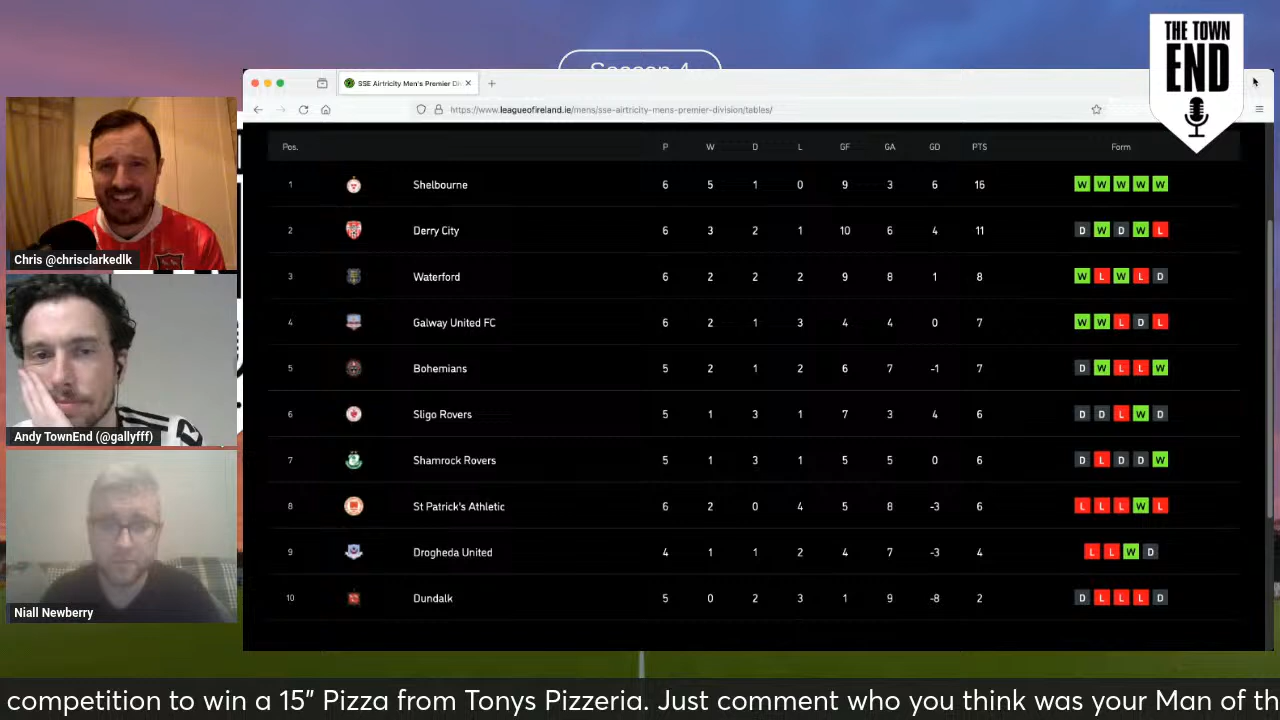 Season 4
THE TOWN
END
SSE Airtricity Men's Premier Di
https://www.leagueofireland.ie/mens/sse-airtricity-mens-premier-division/tables/
Pos. P W D L GF GA GD PTS Form
1 Shelbourne 6 5 1 0 9 3 6 16 W W W W W
2 Derry City 6 3 2 1 10 6 4 11 D W D W L
3 Waterford 6 2 2 2 9 8 1 8 W L W L D
4 Galway United FC 6 2 1 3 4 4 0 7 W W L D L
5 Bohemians 5 2 1 2 6 7 -1 7 D W L L W
6 Sligo Rovers 5 1 3 1 7 3 4 6 D D L W D
7 Shamrock Rovers 5 1 3 1 5 5 0 6 D L D D W
8 St Patrick's Athletic 6 2 0 4 5 8 -3 6 L L L W L
9 Drogheda United 4 1 1 2 4 7 -3 4 L L W D
10 Dundalk 5 0 2 3 1 9 -8 2 D L L L D
Chris @chrisclarkedlk
Andy TownEnd (@gallyfff)
Niall Newberry
competition to win a 15” Pizza from Tonys Pizzeria. Just comment who you think was your Man of th